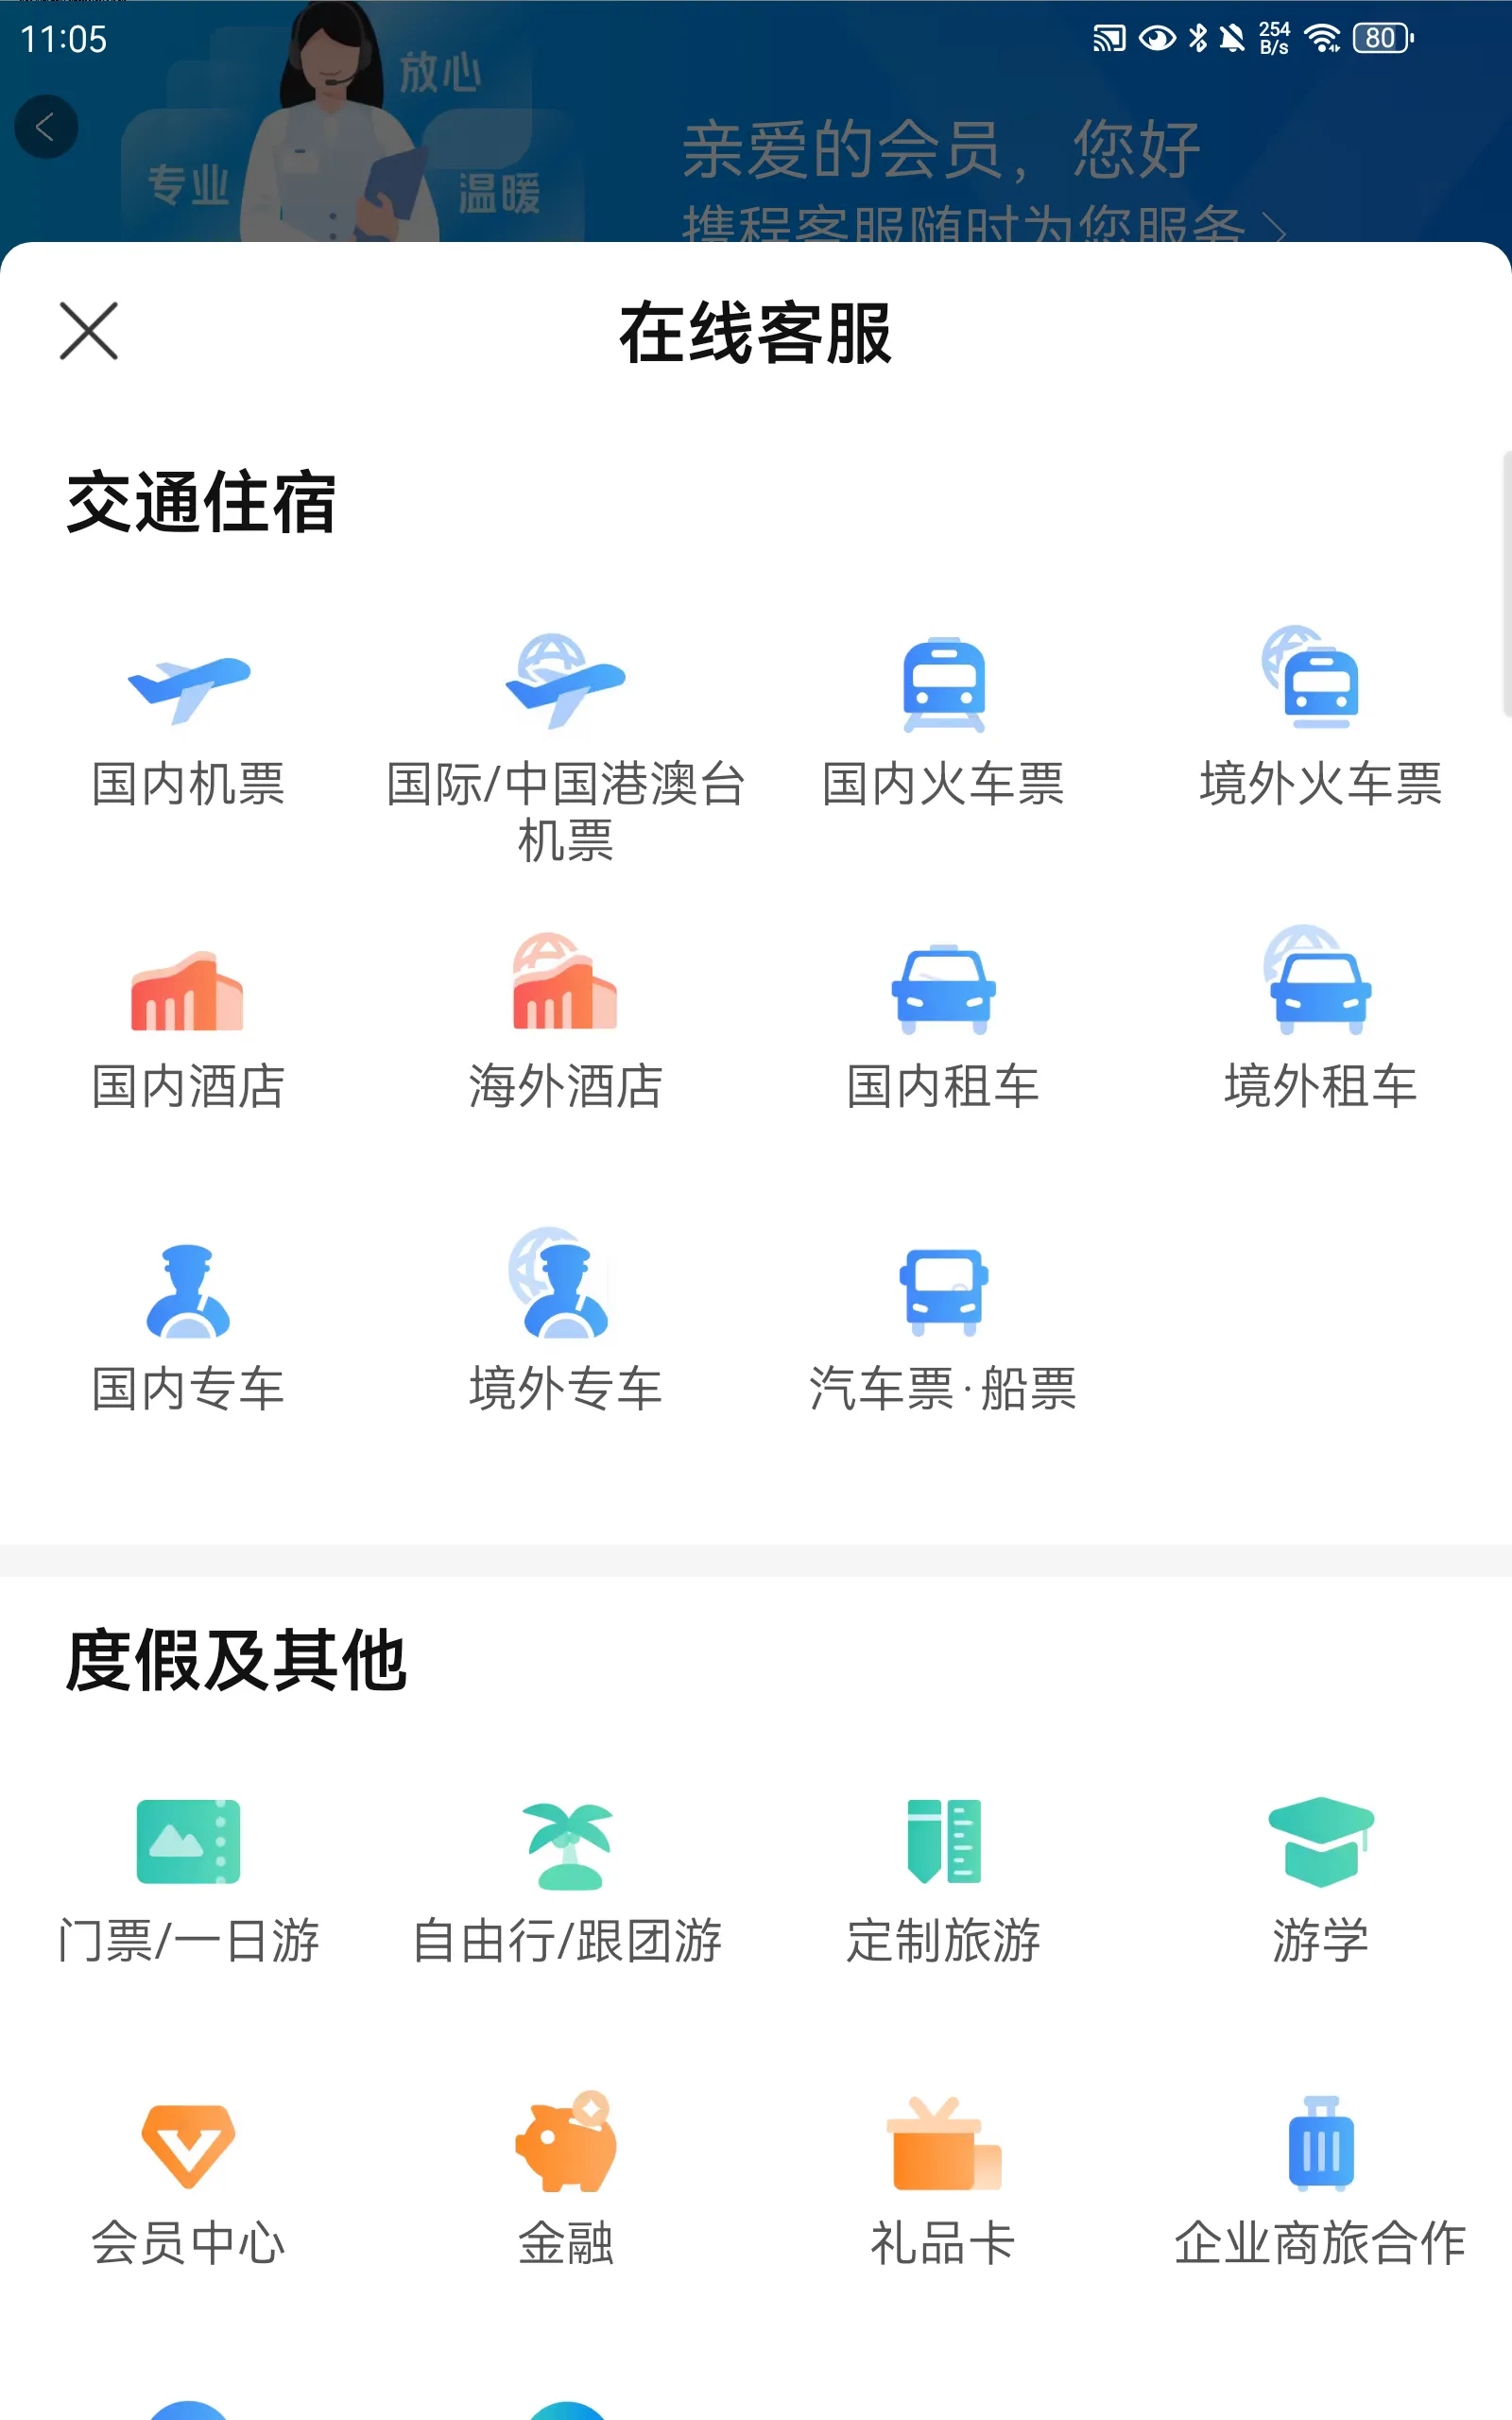 11:05
254
B/s
80
放心
专业
温暖
亲爱的会员，您好
携程客服随时为您服务
在线客服
交通住宿
国内机票
国际/中国港澳台
机票
国内火车票
境外火车票
国内酒店
海外酒店
国内租车
境外租车
国内专车
境外专车
汽车票·船票
度假及其他
门票/一日游
自由行/跟团游
定制旅游
游学
会员中心
金融
礼品卡
企业商旅合作